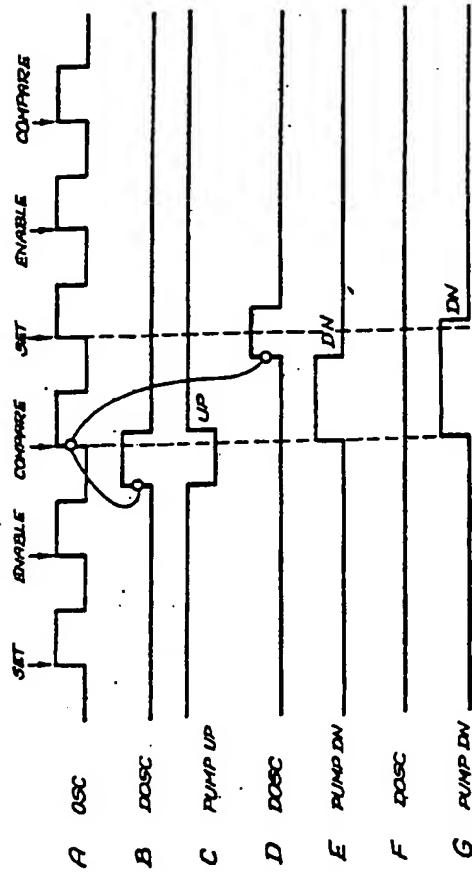 SET ENABLE COMPARE SET ENABLE COMPARE
A OSC
B DOSC
C PUMP UP UP
D DOSC
E PUMP DN DN
F DOSC
G PUMP DN DN